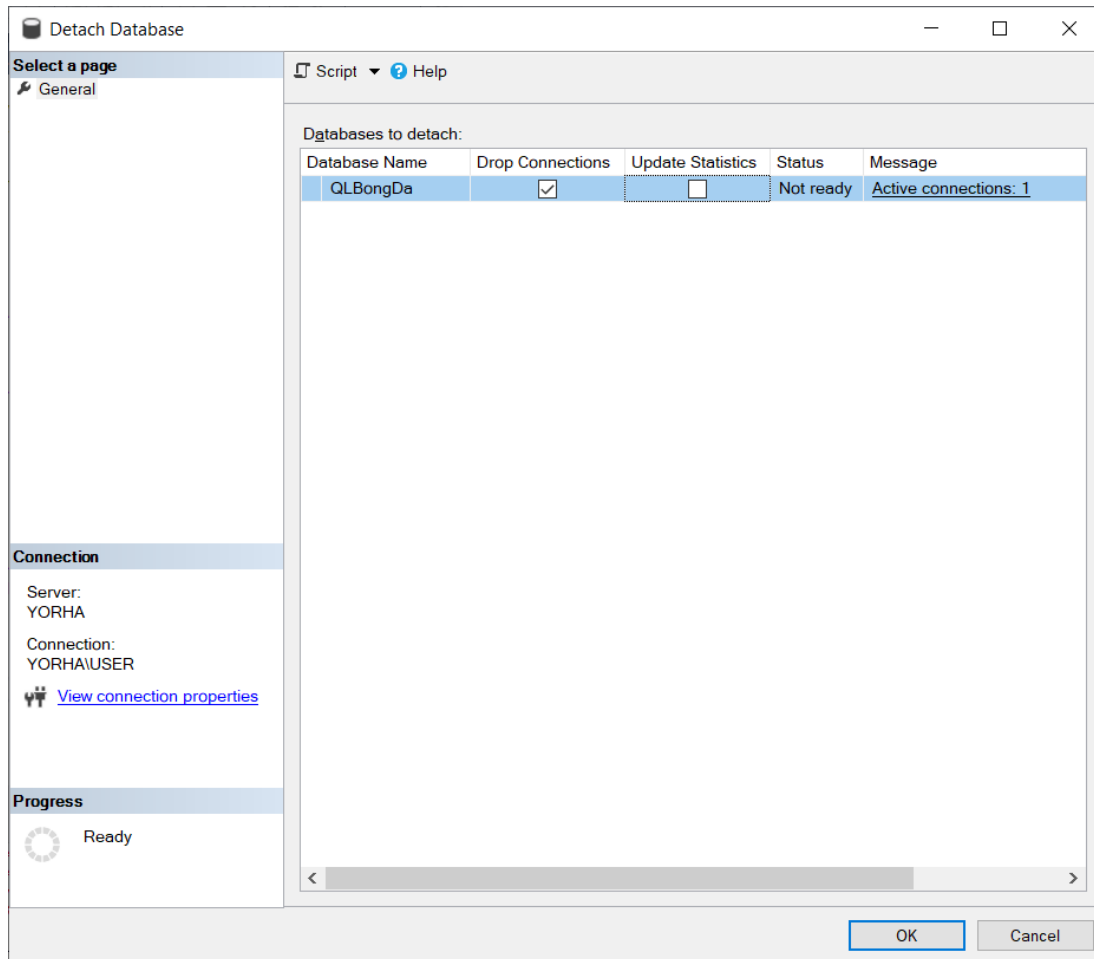 Detach Database
Select a page
General
Script Help
Databases to detach:
Database Name Drop Connections Update Statistics Status Message
QLBongDa Not ready Active connections: 1
Connection
Server:
YORHA
Connection:
YORHA\USER
View connection properties
Progress
Ready
OK Cancel